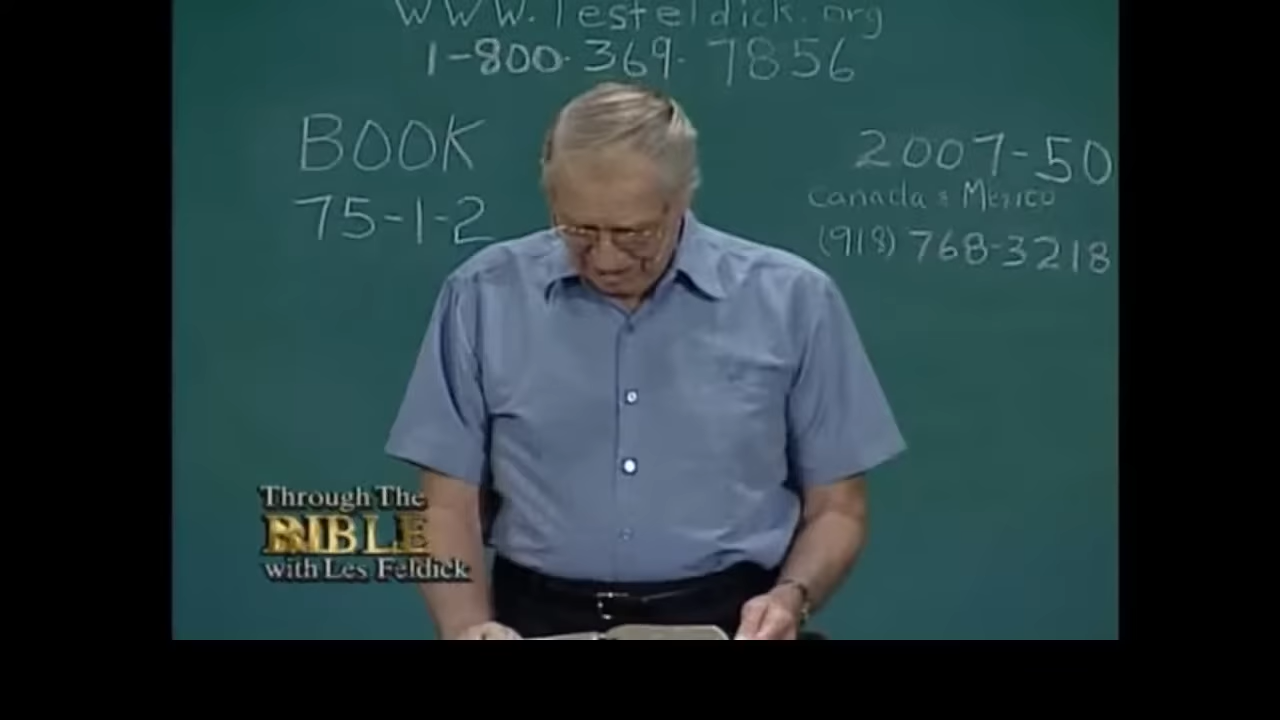 www.lesfeldick.org
1-800-369-7856
BOOK
75-1-2
2007-50
Canada & Mexico
(918) 768-3218
Through The
BIBLE
with Les Feldick